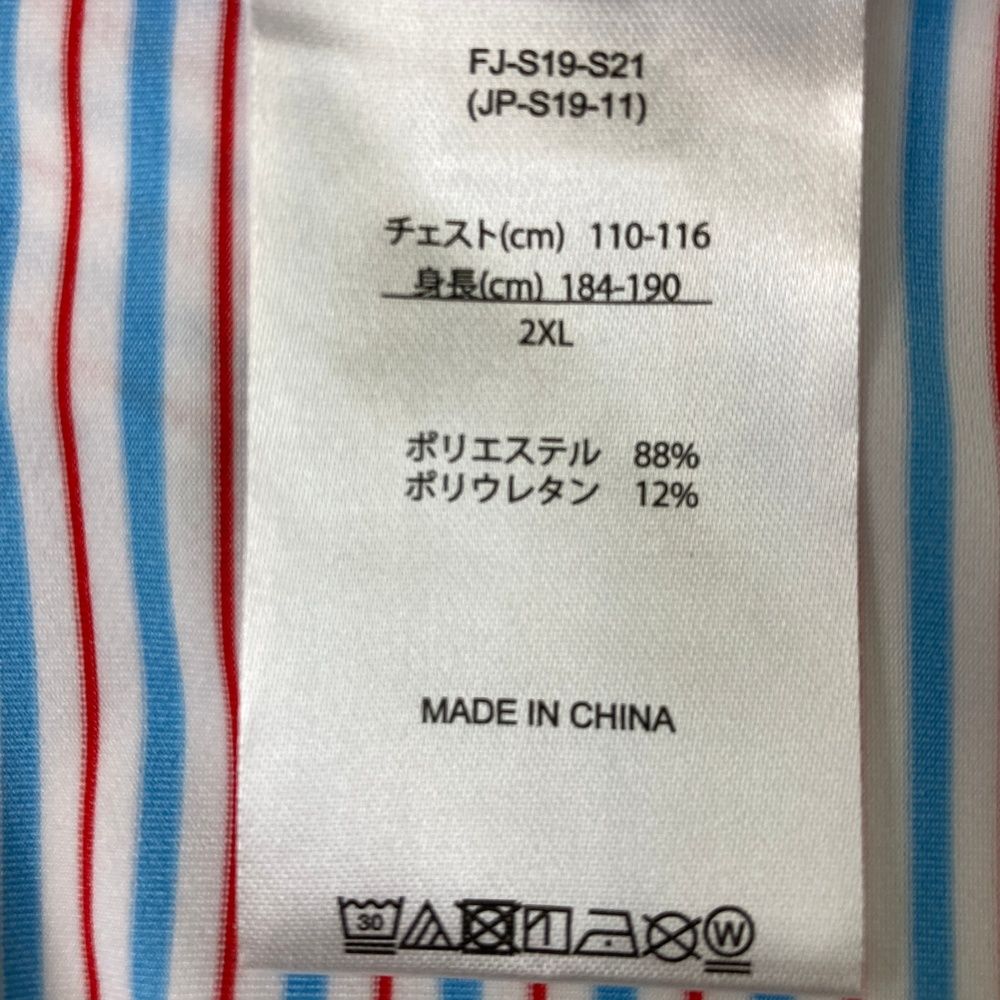 FJ-S19-S21
(JP-S19-11)
チェスト(cm) 110-116
身長(cm) 184-190
2XL
ポリエステル 88%
ポリウレタン 12%
MADE IN CHINA
30
W